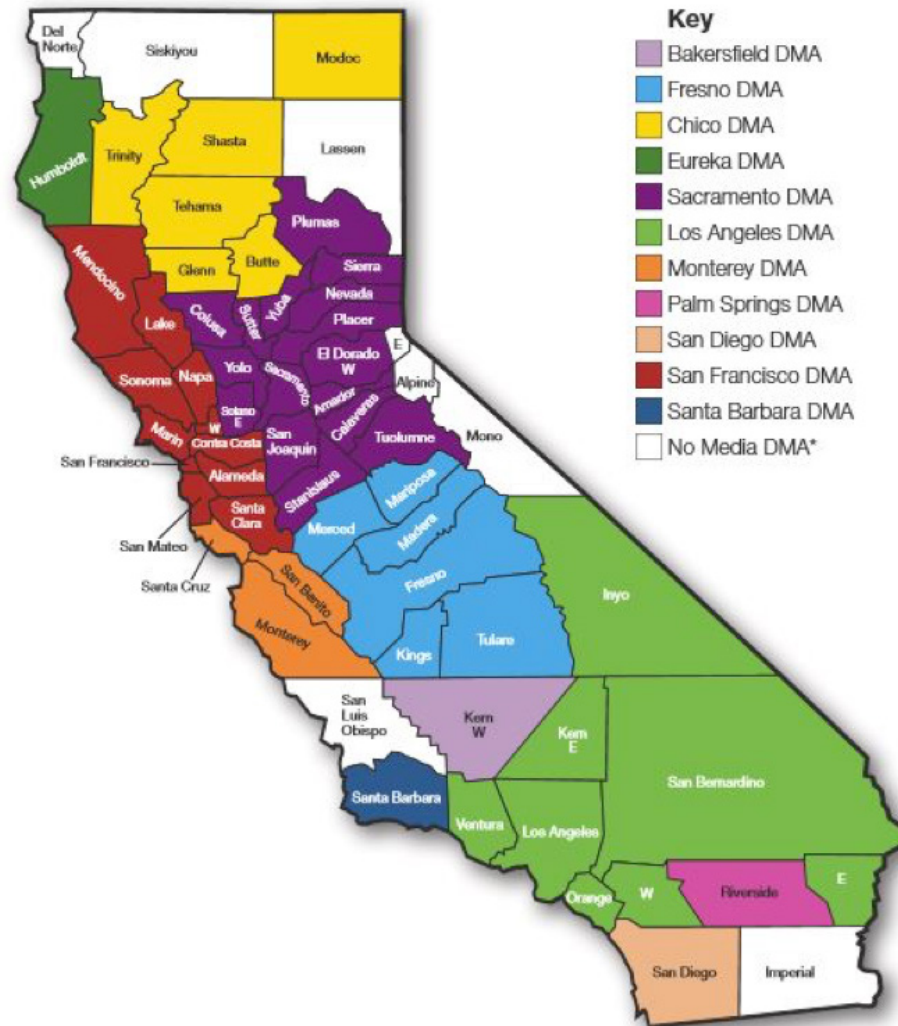 Key
Bakersfield DMA
Fresno DMA
Chico DMA
Eureka DMA
Sacramento DMA
Los Angeles DMA
Monterey DMA
Palm Springs DMA
San Diego DMA
San Francisco DMA
Santa Barbara DMA
No Media DMA*
Del
Norte
Siskiyou
Modoc
Humboldt
Trinity
Shasta
Lassen
Tehama
Plumas
Mendocino
Glenn
Butte
Sierra
Nevada
Placer
Lake
Colusa
Sutter
Yuba
E
El Dorado
W
Alpine
Sonoma
Napa
Yolo
Sacramento
Amador
Calaveras
Solano
E
W
Marin
Contra Costa
San
Joaquin
Tuolumne
Mono
San Francisco
Alameda
Stanislaus
Mariposa
Santa
Clara
Merced
Madera
San Mateo
Santa Cruz
San Benito
Fresno
Inyo
Monterey
Kings
Tulare
San
Luis
Obispo
Kern
W
Kern
E
San Bernardino
Santa Barbara
Ventura
Los Angeles
Orange
W
Riverside
E
San Diego
Imperial